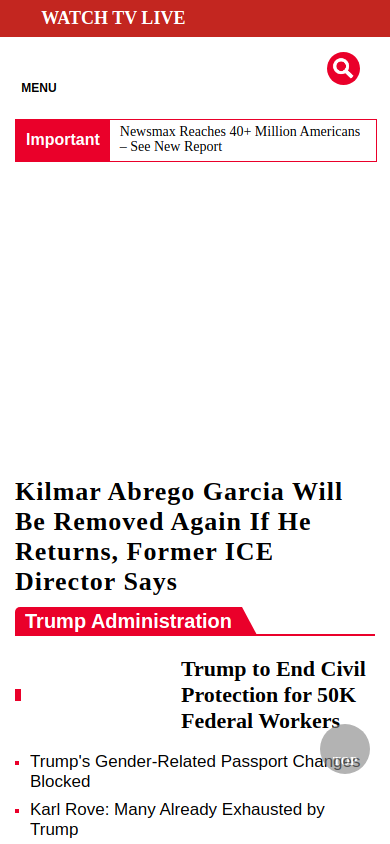 WATCH TV LIVE
MENU
Important
Newsmax Reaches 40+ Million Americans
– See New Report
Kilmar Abrego Garcia Will
Be Removed Again If He
Returns, Former ICE
Director Says
Trump Administration
Trump to End Civil
Protection for 50K
Federal Workers
Trump's Gender-Related Passport Changes
Blocked
Karl Rove: Many Already Exhausted by
Trump
TOP